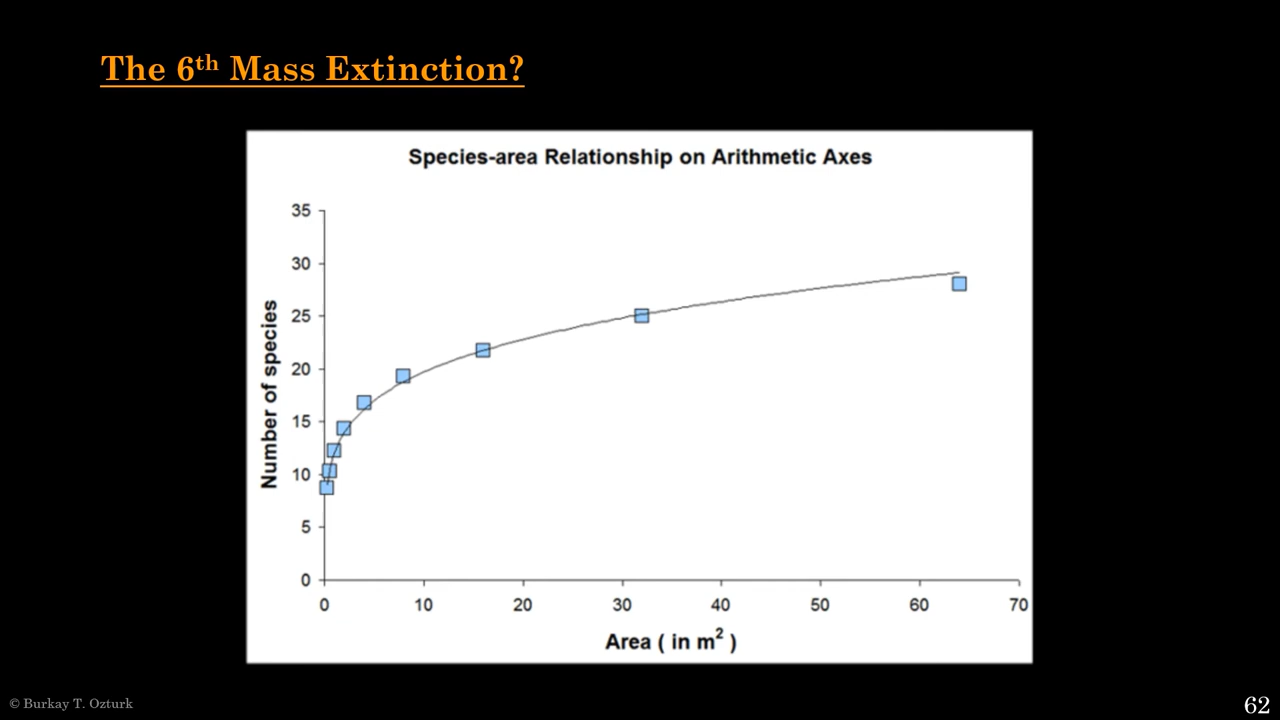 The 6th Mass Extinction?
Species-area Relationship on Arithmetic Axes
35
30
25
20
15
10
5
0
Number of species
0 10 20 30 40 50 60 70
Area ( in m2 )
© Burkay T. Ozturk
62